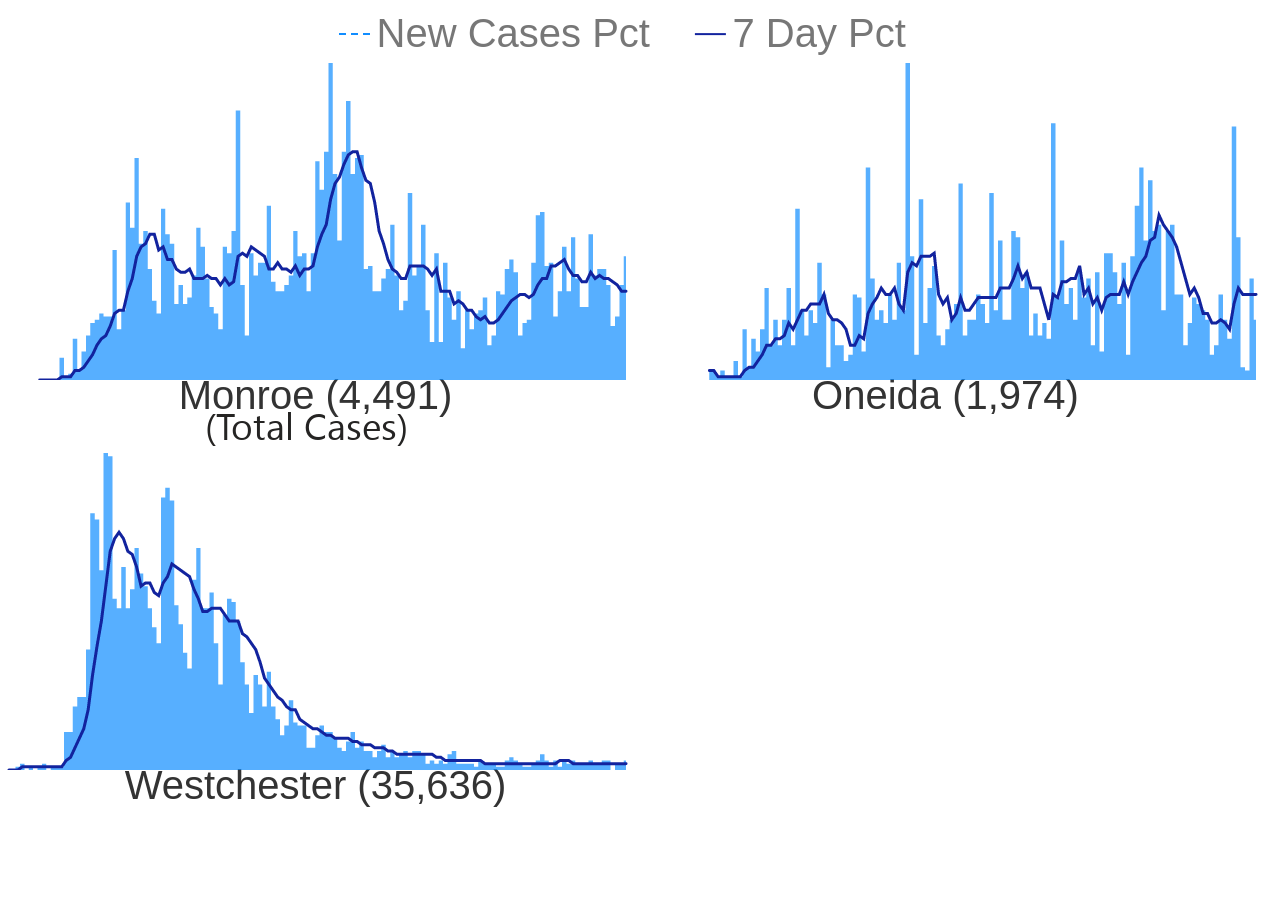 New Cases Pct 7 Day Pct
Monroe (4,491) Oneida (1,974)
(Total Cases)
Westchester (35,636)